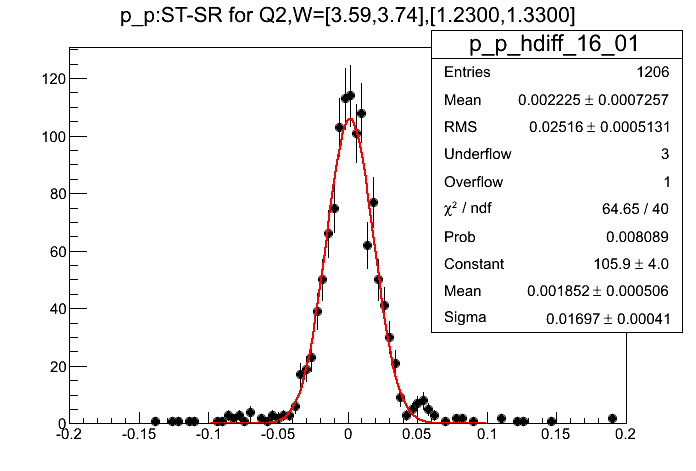 p_p:ST-SR for Q2,W=[3.59,3.74],[1.2300,1.3300]
p_p_hdiff_16_01
Entries 1206
Mean 0.002225 ± 0.0007257
RMS 0.02516 ± 0.0005131
Underflow 3
Overflow 1
χ² / ndf 64.65 / 40
Prob 0.008089
Constant 105.9 ± 4.0
Mean 0.001852 ± 0.000506
Sigma 0.01697 ± 0.00041
120
100
80
60
40
20
0
-0.2 -0.15 -0.1 -0.05 0 0.05 0.1 0.15 0.2